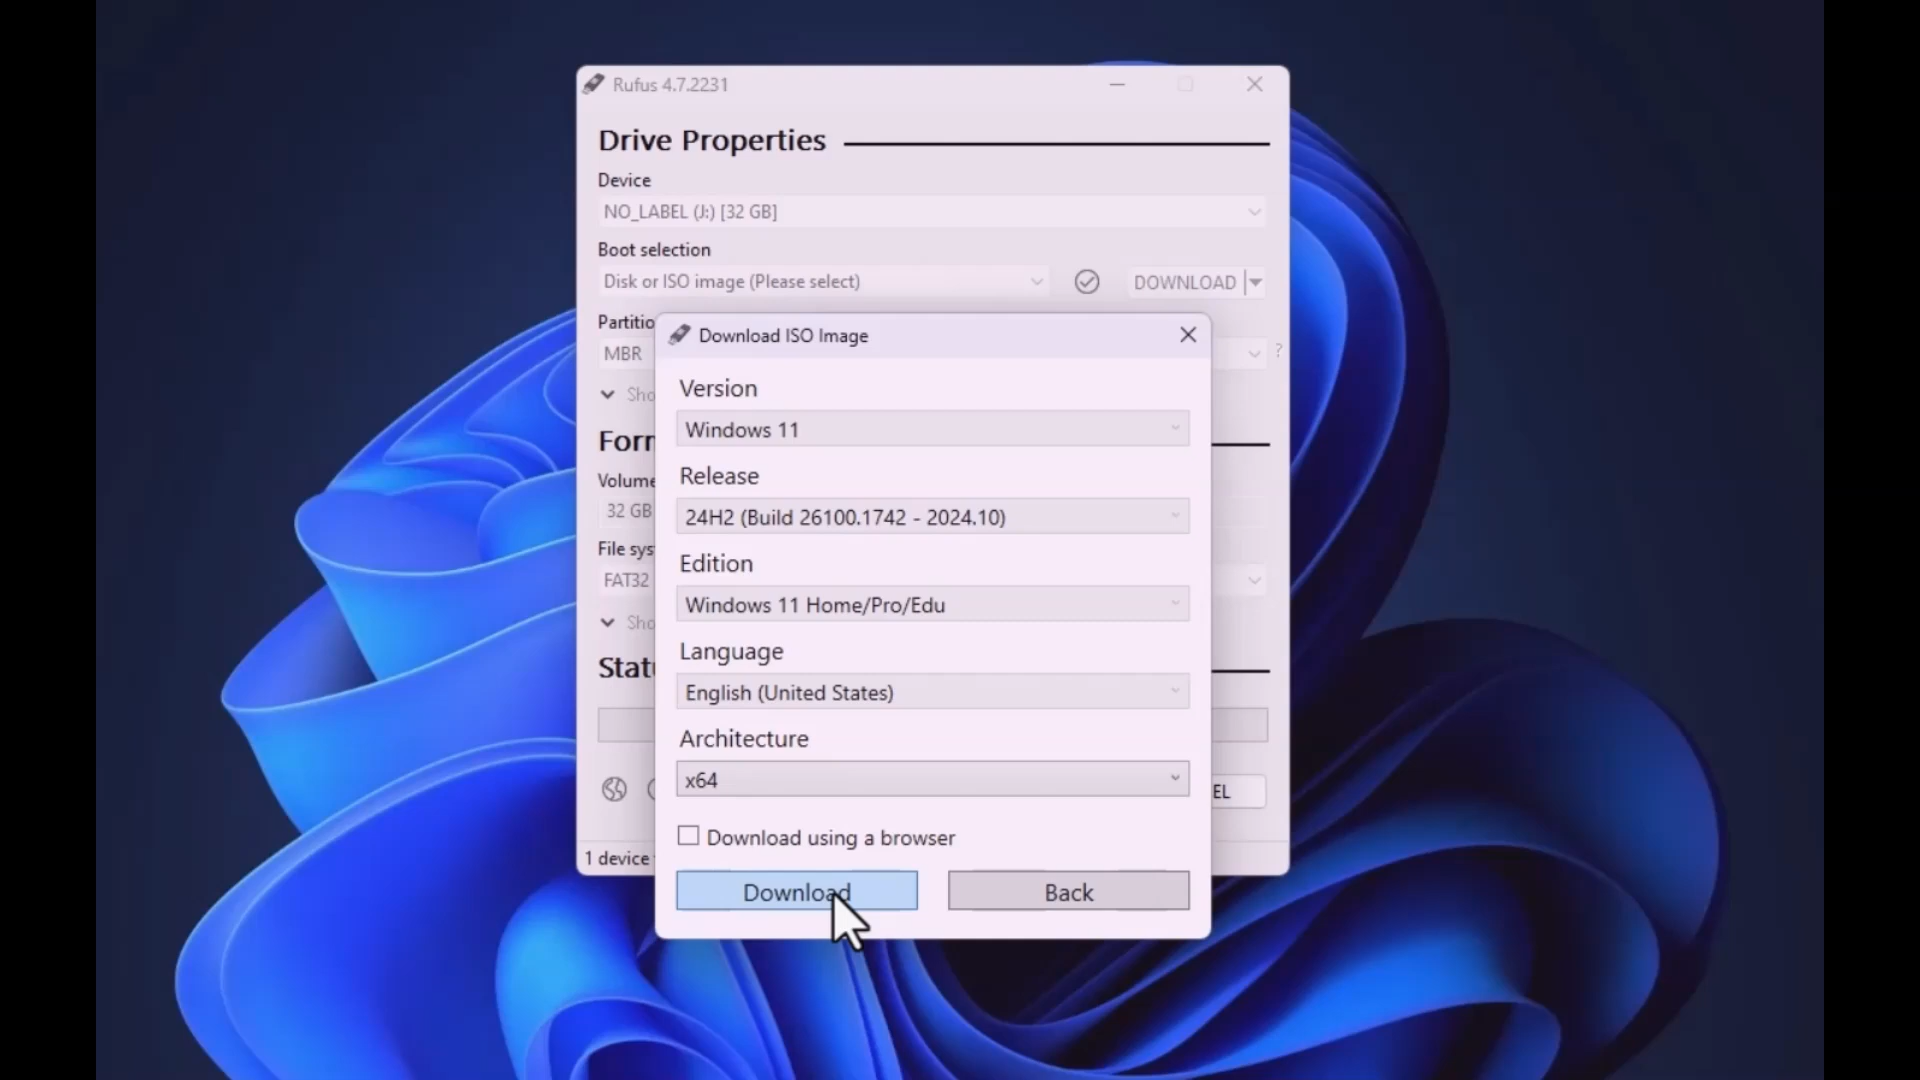 Rufus 4.7.2231
Drive Properties
Device
NO_LABEL (J:) [32 GB]
Boot selection
Disk or ISO image (Please select)
DOWNLOAD
Partitio
MBR
?
Sho
Form
Volume
32 GB
File sys
FAT32
Sho
Statu
EL
1 device
Download ISO Image
Version
Windows 11
Release
24H2 (Build 26100.1742 - 2024.10)
Edition
Windows 11 Home/Pro/Edu
Language
English (United States)
Architecture
x64
Download using a browser
Download
Back